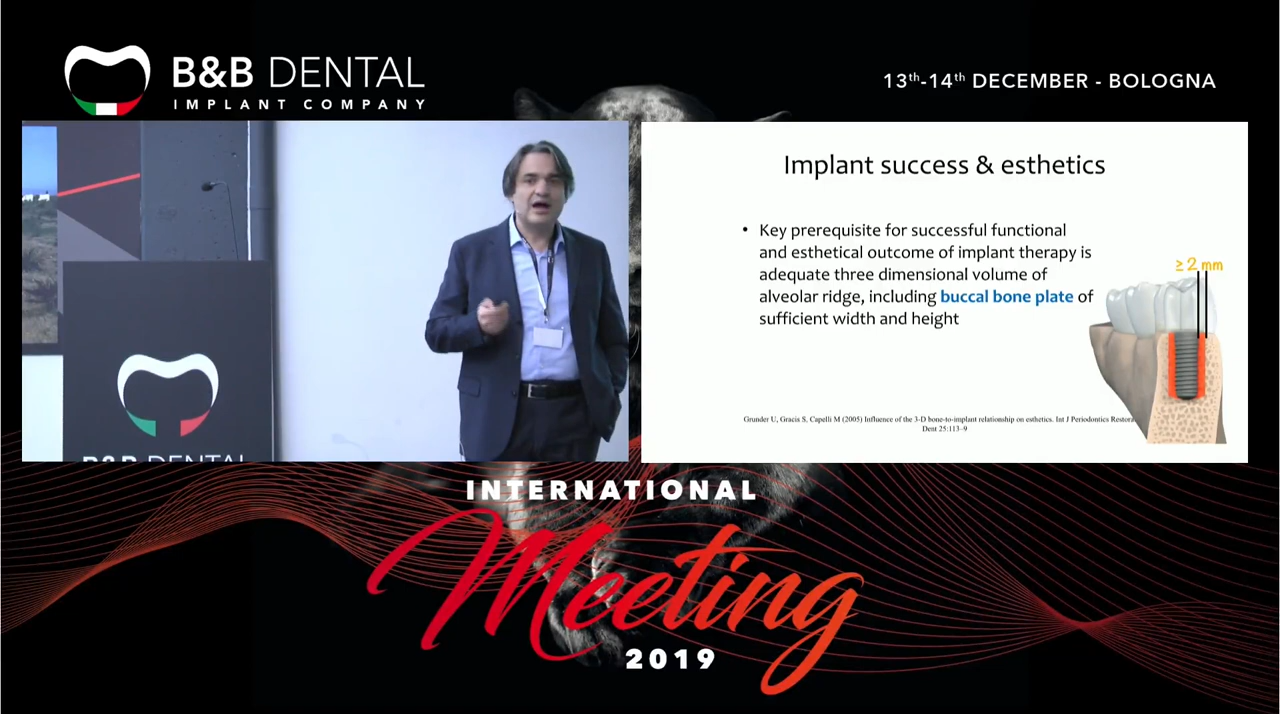 B&B DENTAL
IMPLANT COMPANY
13th-14th DECEMBER - BOLOGNA
Implant success & esthetics
• Key prerequisite for successful functional
and esthetical outcome of implant therapy is
adequate three dimensional volume of
alveolar ridge, including buccal bone plate of
sufficient width and height
≥ 2 mm
Grunder U, Gracis S, Capelli M (2005) Influence of the 3-D bone-to-implant relationship on esthetics. Int J Periodontics Restora
Dent 25:113–9
B&B DENTAL
INTERNATIONAL
Meeting
2019